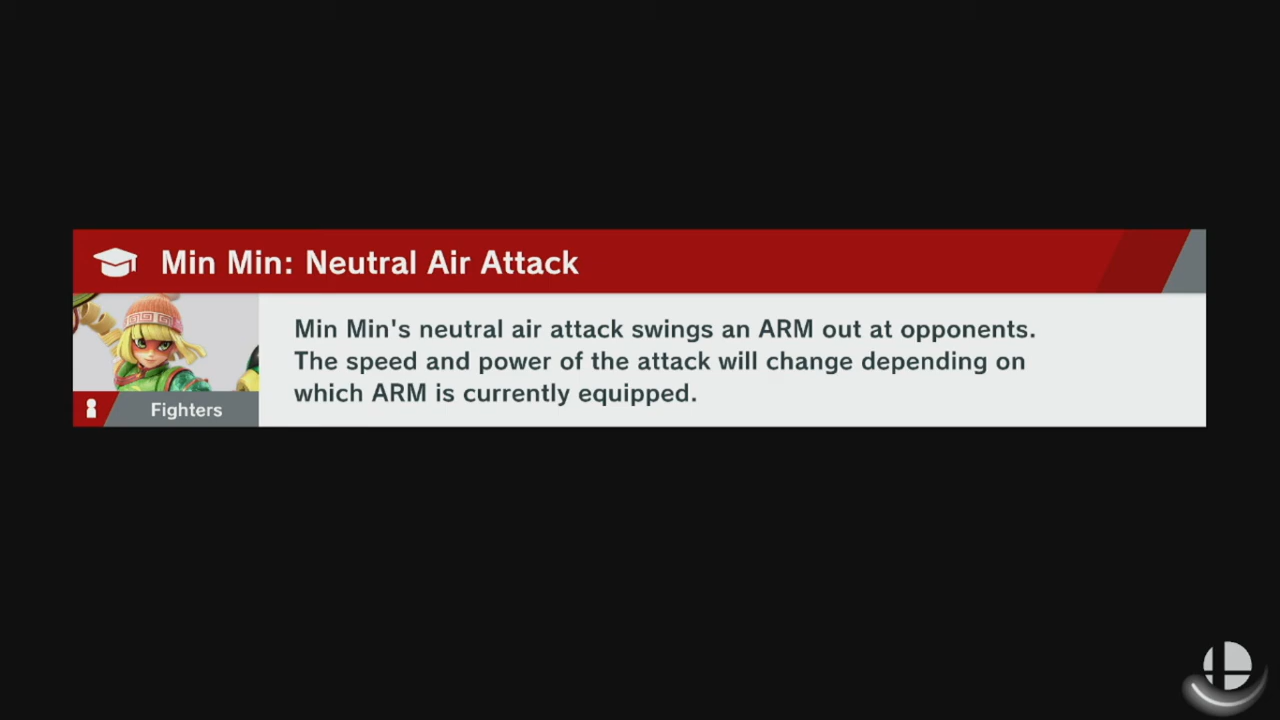 Min Min: Neutral Air Attack
Min Min's neutral air attack swings an ARM out at opponents.
The speed and power of the attack will change depending on
which ARM is currently equipped.
Fighters